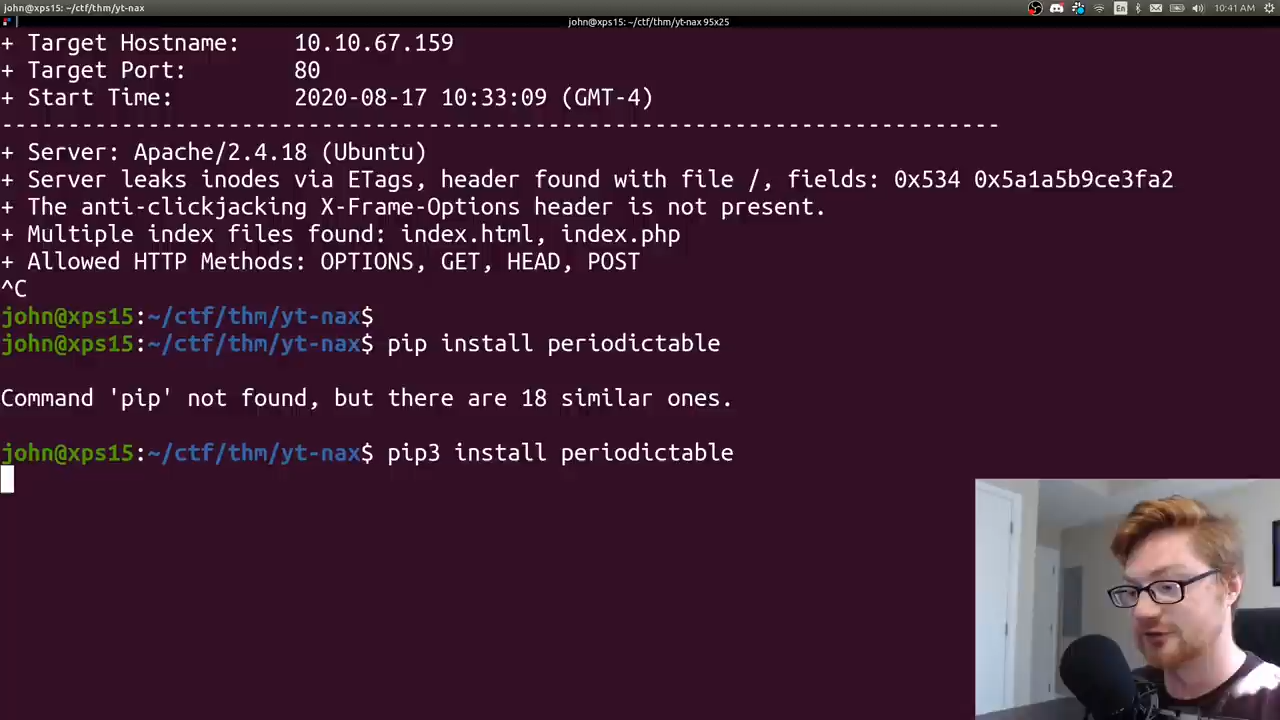 john@xps15: ~/ctf/thm/yt-nax
En
10:41 AM
john@xps15: ~/ctf/thm/yt-nax 95x25
+ Target Hostname:    10.10.67.159
+ Target Port:        80
+ Start Time:         2020-08-17 10:33:09 (GMT-4)
---------------------------------------------------------------------------
+ Server: Apache/2.4.18 (Ubuntu)
+ Server leaks inodes via ETags, header found with file /, fields: 0x534 0x5a1a5b9ce3fa2
+ The anti-clickjacking X-Frame-Options header is not present.
+ Multiple index files found: index.html, index.php
+ Allowed HTTP Methods: OPTIONS, GET, HEAD, POST
^C
john@xps15:~/ctf/thm/yt-nax$
john@xps15:~/ctf/thm/yt-nax$ pip install periodictable
Command 'pip' not found, but there are 18 similar ones.
john@xps15:~/ctf/thm/yt-nax$ pip3 install periodictable